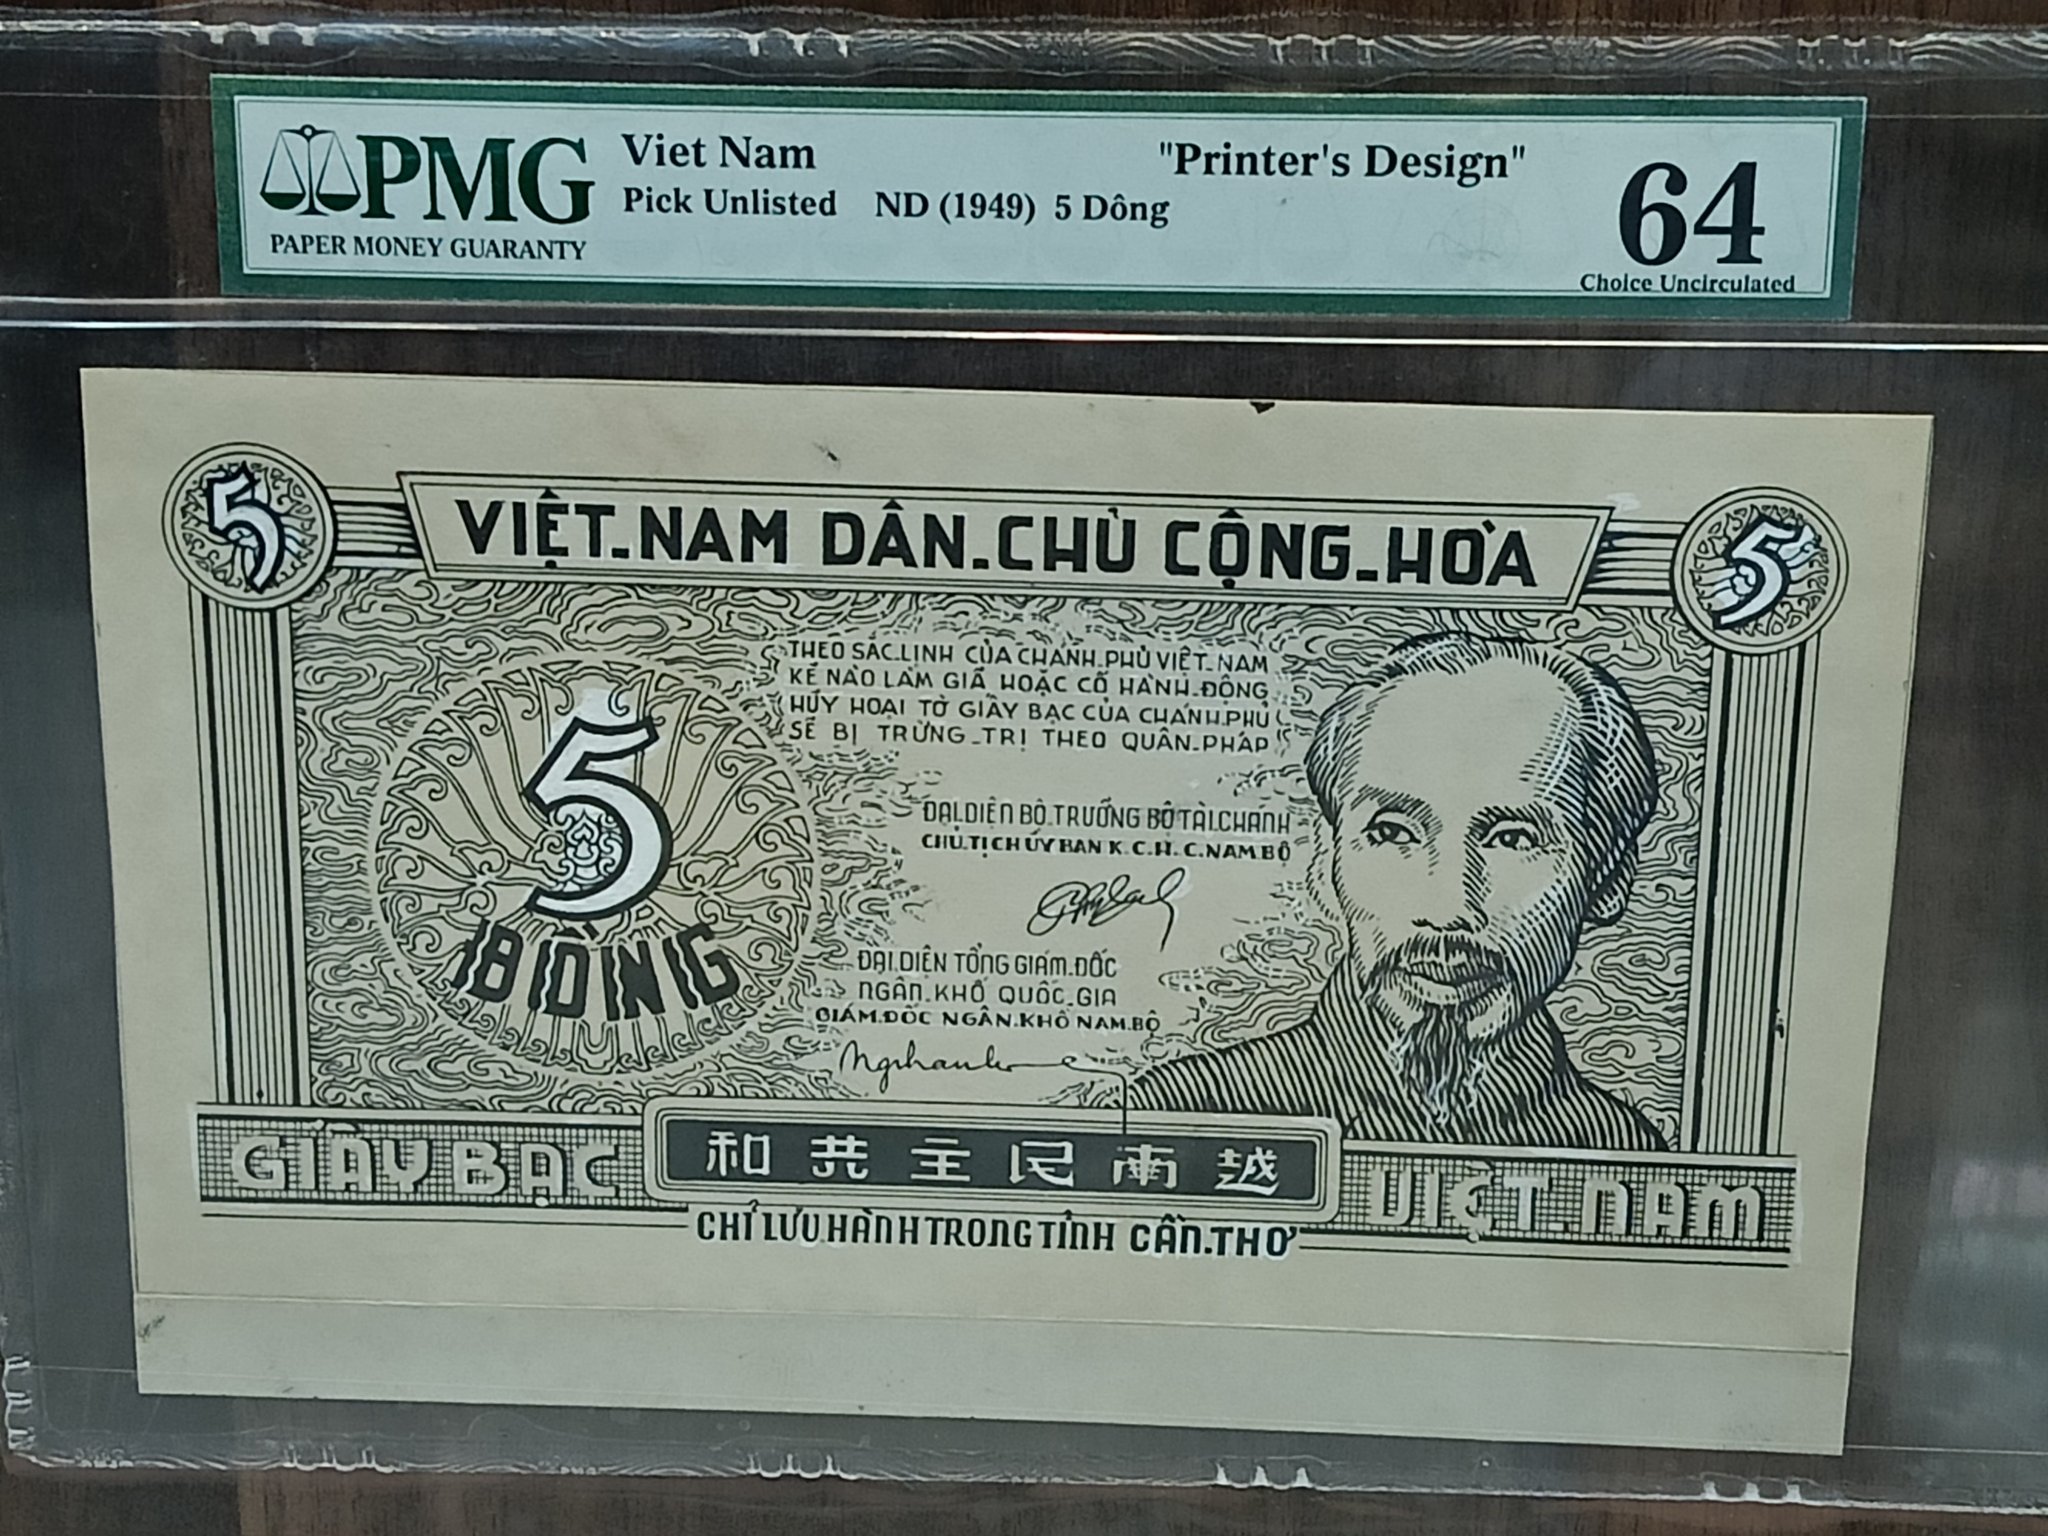 PMG
PAPER MONEY GUARANTY
Viet Nam
Pick Unlisted ND (1949) 5 Dông
"Printer's Design"
64
Choice Uncirculated
5
5
VIỆT-NAM DÂN-CHỦ CỘNG-HÒA
THEO SẮC-LỊNH CỦA CHÁNH-PHỦ VIỆT-NAM
KẺ NÀO LÀM GIẢ HOẶC CÓ HÀNH-ĐỘNG
HỦY HOẠI TỜ GIẤY BẠC CỦA CHÁNH-PHỦ
SẼ BỊ TRỪNG-TRỊ THEO QUÂN-PHÁP
5
ĐỒNG
ĐẠI-DIỆN BỘ-TRƯỞNG BỘ TÀI-CHÁNH
CHỦ-TỊCH ỦY BAN K.C.H.C. NAM-BỘ
ĐẠI-DIỆN TỔNG GIÁM-ĐỐC
NGÂN-KHỐ QUỐC-GIA
GIÁM-ĐỐC NGÂN-KHỐ NAM-BỘ
GIẤY BẠC
和共主民南越
VIỆT-NAM
CHỈ LƯU-HÀNH TRONG TỈNH CẦN-THƠ